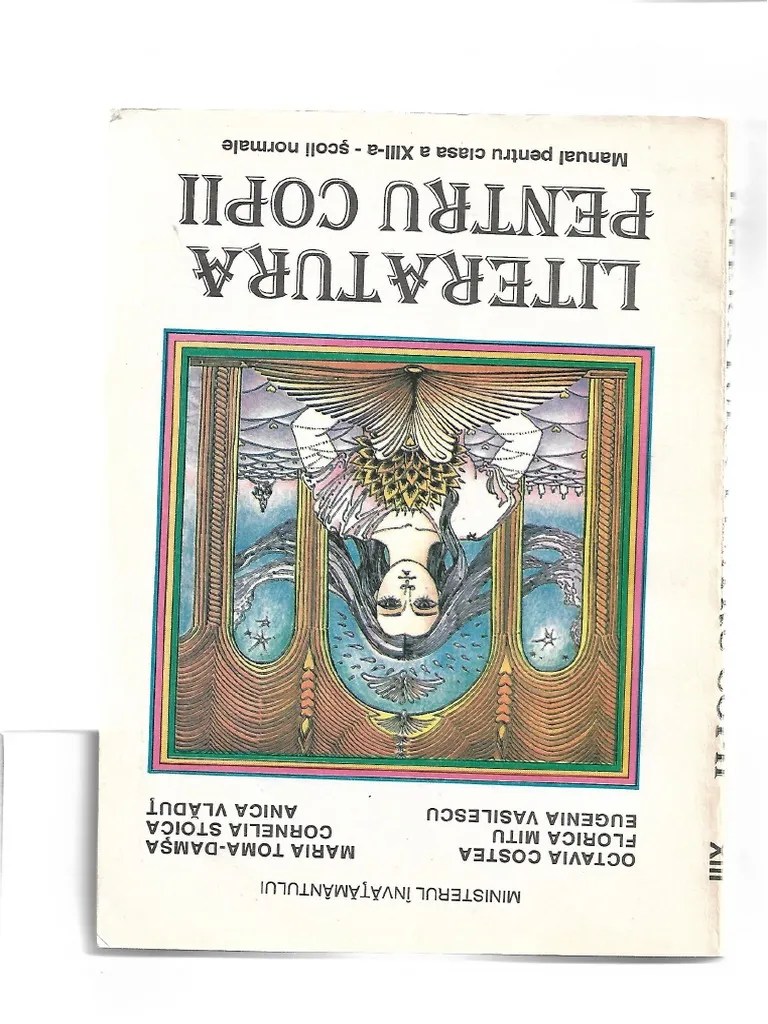 MINISTERUL ÎNVĂȚĂMÂNTULUI
OCTAVIA COSTEA
FLORICA MITU
EUGENIA VASILESCU
MARIA TOMA-DAMȘA
CORNELIA STOICA
ANICA VLĂDUȚ
LITERATURA
PENTRU COPII
Manual pentru clasa a XIII-a - școli normale
XIII